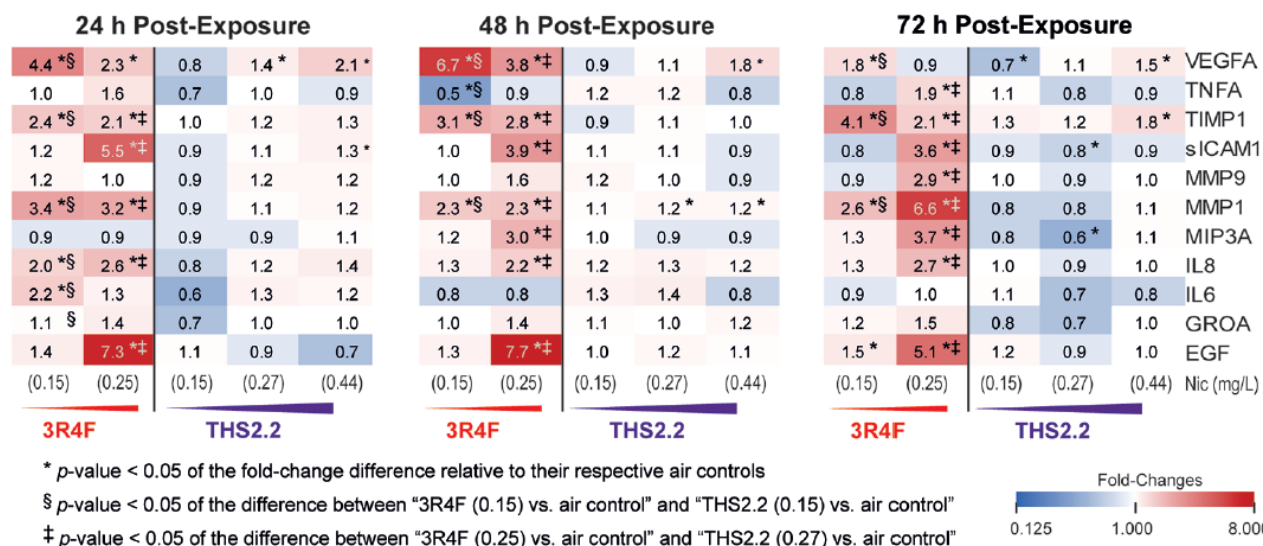 24 h Post-Exposure 48 h Post-Exposure 72 h Post-Exposure
4.4 *§ 2.3 * 0.8 1.4 * 2.1 * 6.7 *§ 3.8 *‡ 0.9 1.1 1.8 * 1.8 *§ 0.9 0.7 * 1.1 1.5 * VEGFA
1.0 1.6 0.7 1.0 0.9 0.5 *§ 0.9 1.2 1.2 0.8 0.8 1.9 *‡ 1.1 0.8 0.9 TNFA
2.4 *§ 2.1 *‡ 1.0 1.2 1.3 3.1 *§ 2.8 *‡ 0.9 1.1 1.0 4.1 *§ 2.1 *‡ 1.3 1.2 1.8 * TIMP1
1.2 5.5 *‡ 0.9 1.1 1.3 * 1.0 3.9 *‡ 1.1 1.1 0.9 0.8 3.6 *‡ 0.9 0.8 * 0.9 sICAM1
1.2 1.0 0.9 1.2 1.2 1.0 1.6 1.0 1.2 0.9 0.9 2.9 *‡ 1.0 0.9 1.0 MMP9
3.4 *§ 3.2 *‡ 0.9 1.1 1.2 2.3 *§ 2.3 *‡ 1.1 1.2 * 1.2 * 2.6 *§ 6.6 *‡ 0.8 0.8 1.1 MMP1
0.9 0.9 0.9 0.9 1.1 1.2 3.0 *‡ 1.0 0.9 0.9 1.3 3.7 *‡ 0.8 0.6 * 1.1 MIP3A
2.0 *§ 2.6 *‡ 0.8 1.2 1.4 1.3 2.2 *‡ 1.2 1.3 1.2 1.3 2.7 *‡ 1.0 0.9 1.0 IL8
2.2 *§ 1.3 0.6 1.3 1.2 0.8 0.8 1.3 1.4 0.8 0.9 1.0 1.1 0.7 0.8 IL6
1.1 § 1.4 0.7 1.0 1.0 1.0 1.4 1.1 1.0 1.2 1.2 1.5 0.8 0.7 1.0 GROA
1.4 7.3 *‡ 1.1 0.9 0.7 1.3 7.7 *‡ 1.0 1.2 1.1 1.5 * 5.1 *‡ 1.2 0.9 1.0 EGF
(0.15) (0.25) (0.15) (0.27) (0.44) (0.15) (0.25) (0.15) (0.27) (0.44) (0.15) (0.25) (0.15) (0.27) (0.44) Nic (mg/L)
3R4F THS2.2 3R4F THS2.2 3R4F THS2.2
* p-value < 0.05 of the fold-change difference relative to their respective air controls
§ p-value < 0.05 of the difference between “3R4F (0.15) vs. air control” and “THS2.2 (0.15) vs. air control”
‡ p-value < 0.05 of the difference between “3R4F (0.25) vs. air control” and “THS2.2 (0.27) vs. air control”
Fold-Changes
0.125 1.000 8.000